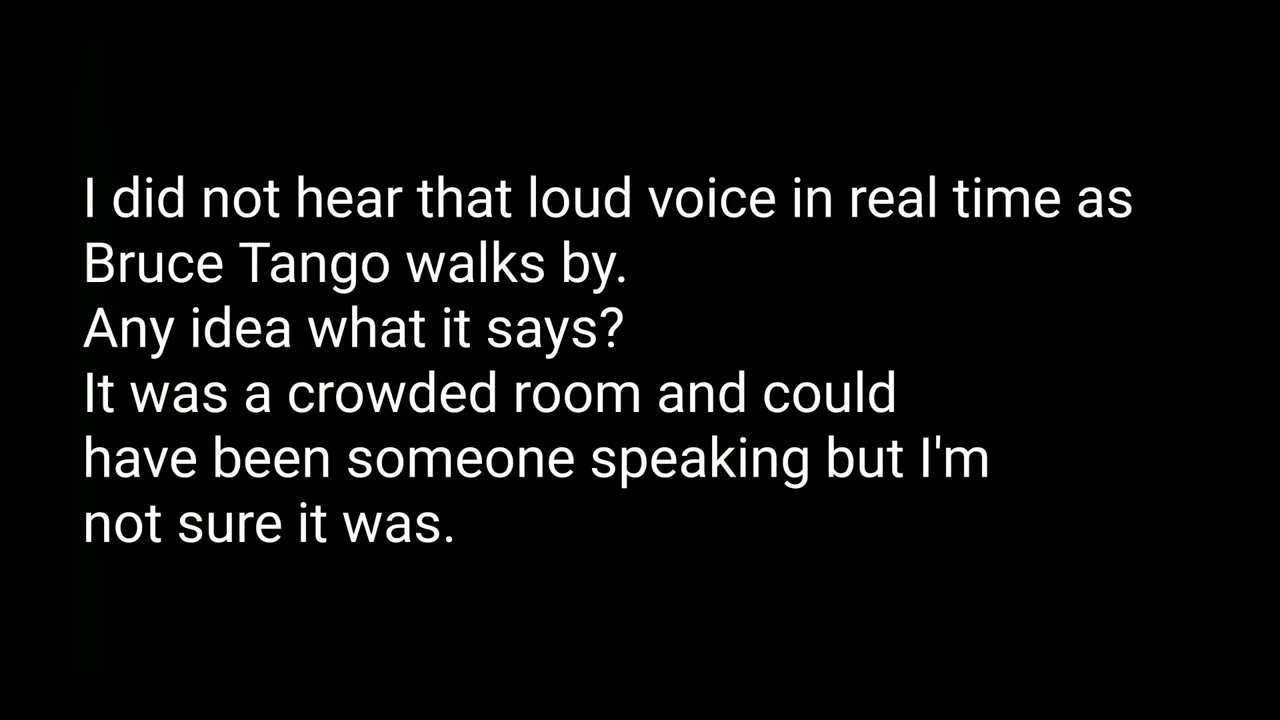 I did not hear that loud voice in real time as
Bruce Tango walks by.
Any idea what it says?
It was a crowded room and could
have been someone speaking but I'm
not sure it was.